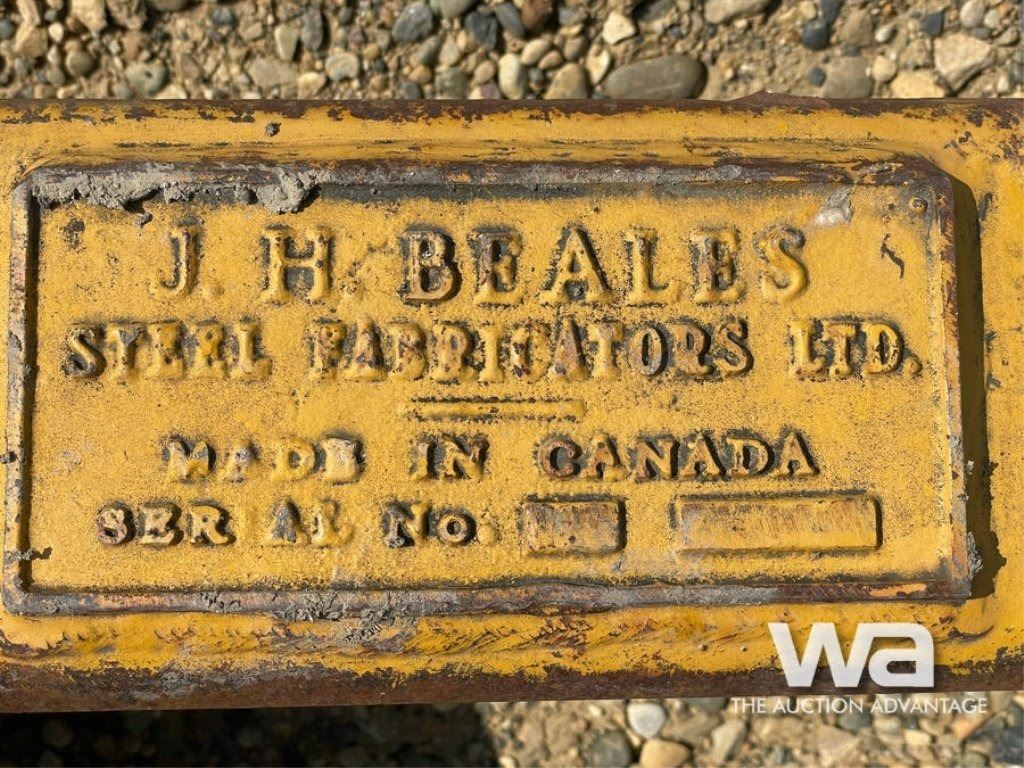 J. H. BEALES
STEEL FABRICATORS LTD.
MADE IN CANADA
SERIAL NO.
wa
THE AUCTION ADVANTAGE